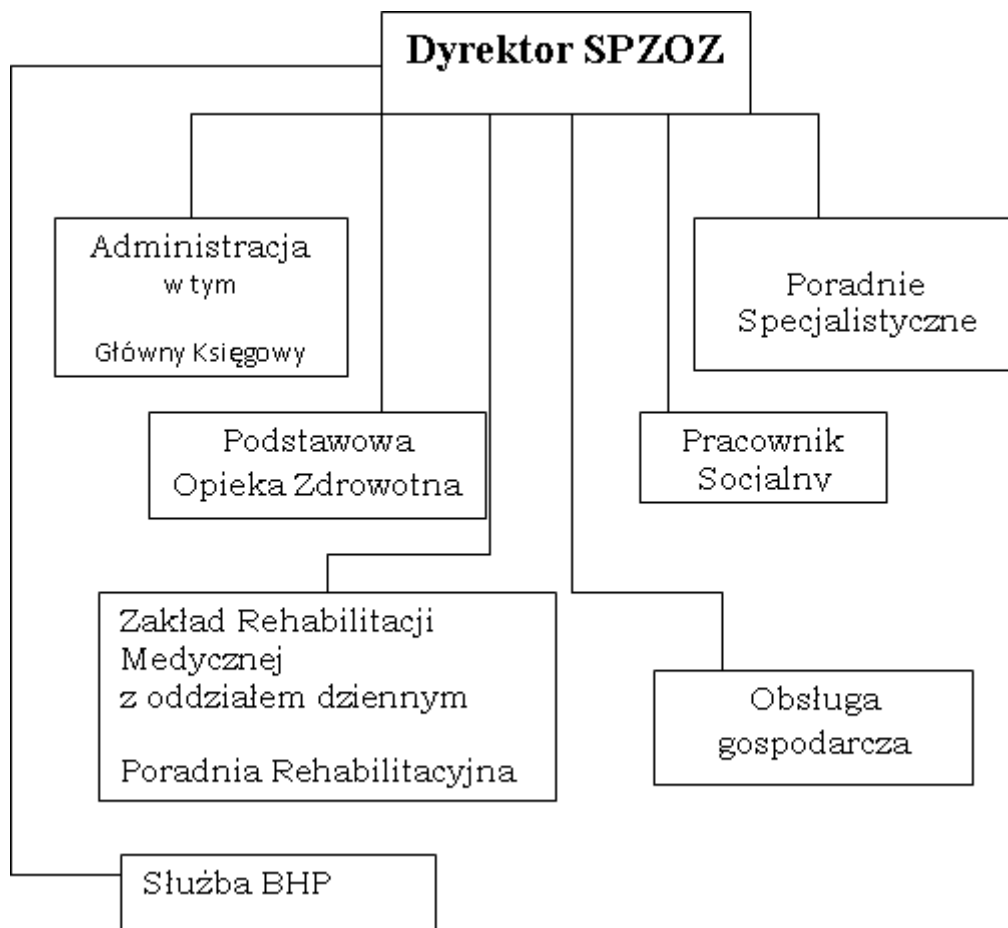 Dyrektor SPZOZ
Administracja
w tym
Główny Księgowy
Poradnie
Specjalistyczne
Podstawowa
Opieka Zdrowotna
Pracownik
Socjalny
Zakład Rehabilitacji
Medycznej
z oddziałem dziennym
Poradnia Rehabilitacyjna
Obsługa
gospodarcza
Służba BHP